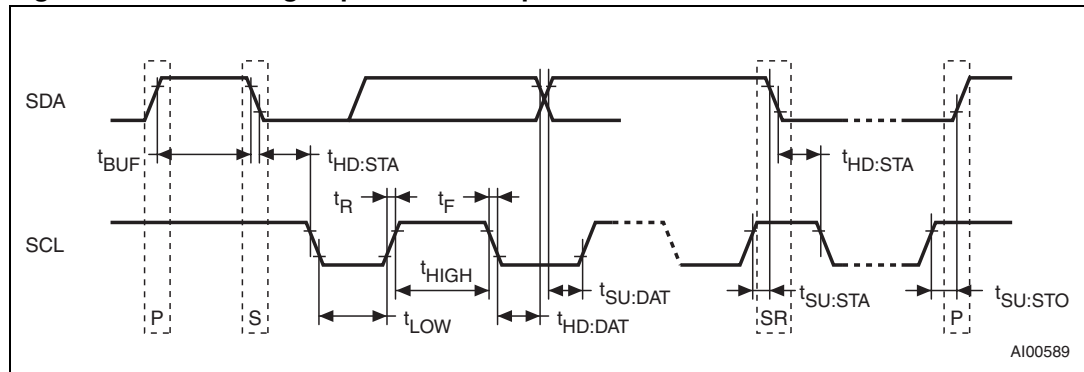 SDA
tBUF
tHD:STA
tHD:STA
tR
tF
SCL
tHIGH
tSU:DAT
tSU:STA
tSU:STO
P
S
tLOW
tHD:DAT
SR
P
AI00589